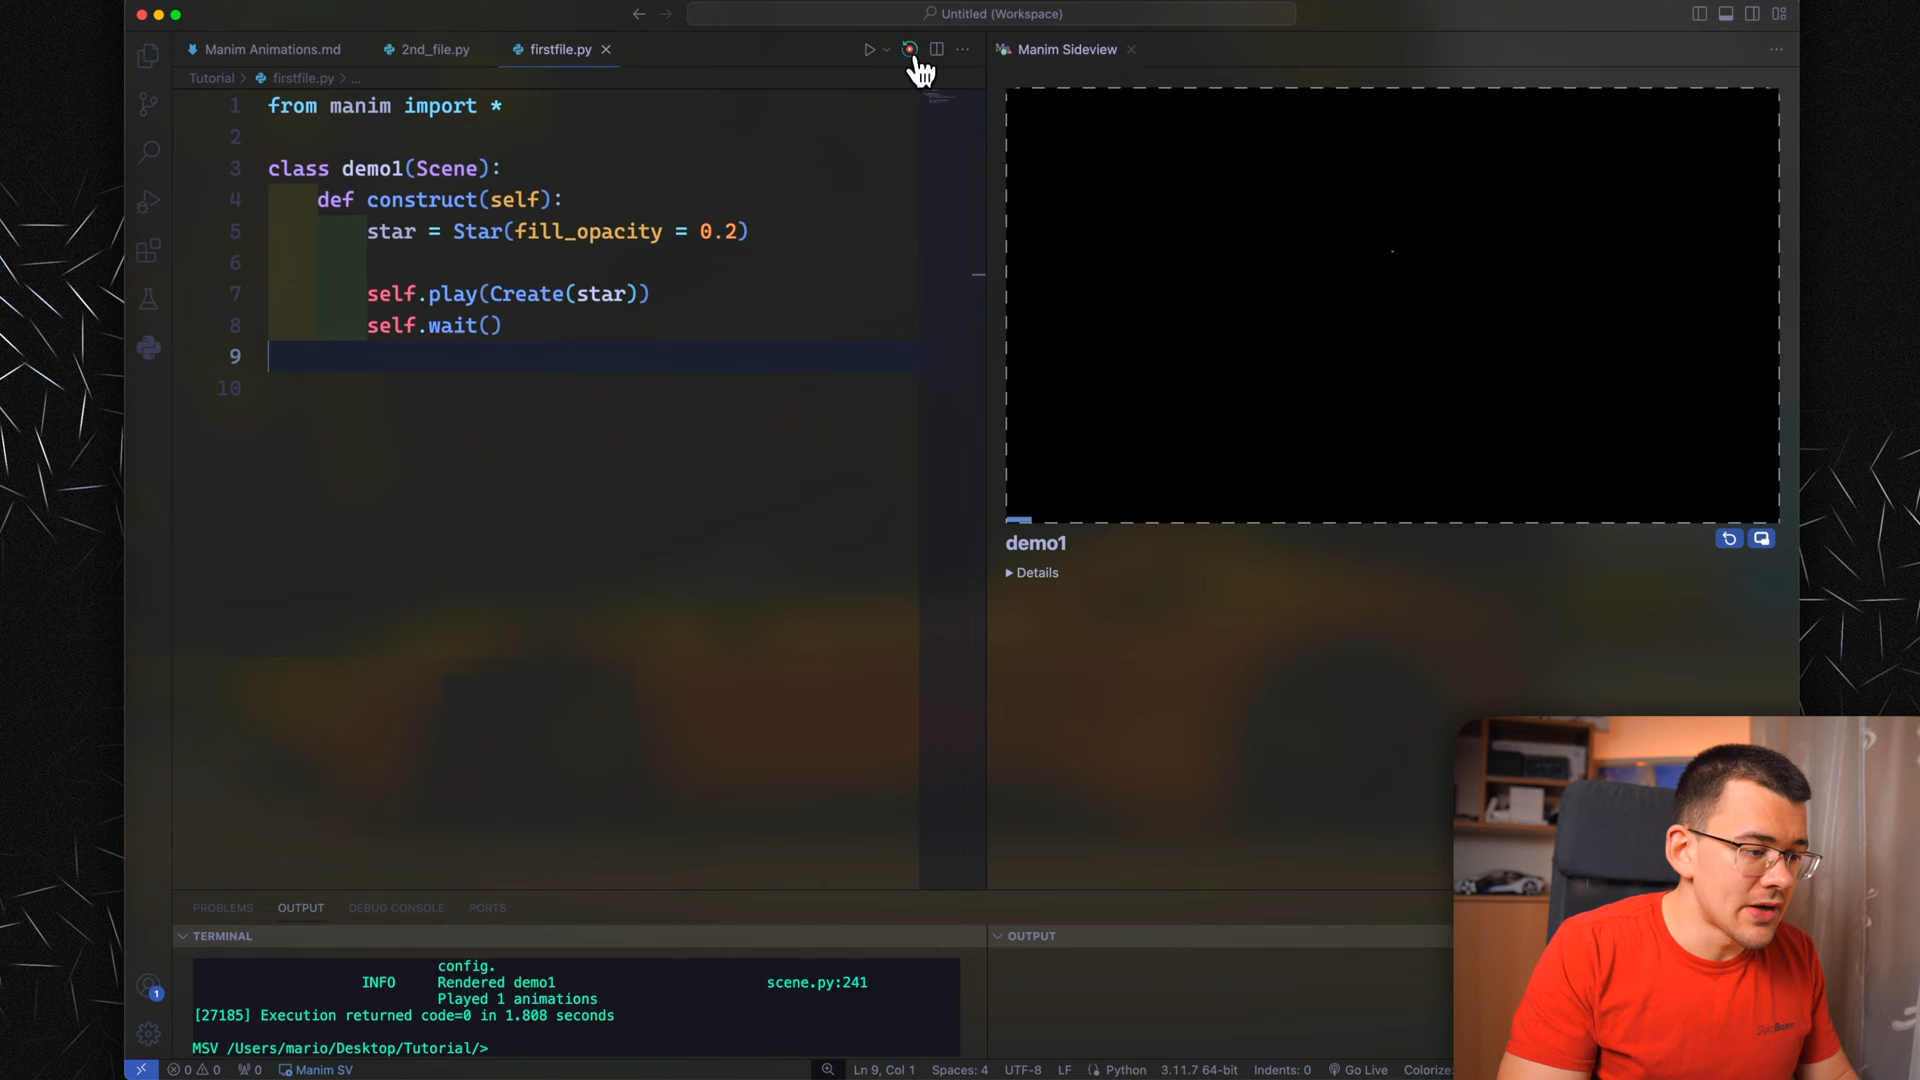 Untitled (Workspace)
Manim Animations.md
2nd_file.py
firstfile.py
Manim Sideview
Tutorial > firstfile.py > ...
1 from manim import *
2
3 class demo1(Scene):
4 def construct(self):
5 star = Star(fill_opacity = 0.2)
6
7 self.play(Create(star))
8 self.wait()
9
10
demo1
Details
PROBLEMS OUTPUT DEBUG CONSOLE PORTS
TERMINAL
OUTPUT
config.
INFO Rendered demo1 scene.py:241
Played 1 animations
[27185] Execution returned code=0 in 1.808 seconds
MSV /Users/mario/Desktop/Tutorial/>
1
0 0 0 Manim SV Ln 9, Col 1 Spaces: 4 UTF-8 LF Python 3.11.7 64-bit Indents: 0 Go Live Colorize:
GymBeam